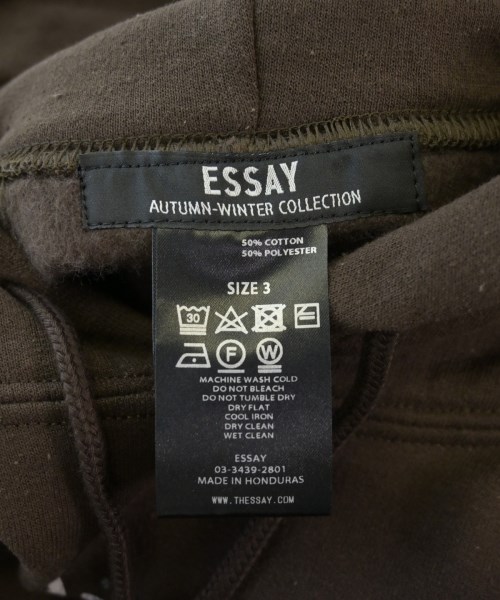 ESSAY
AUTUMN-WINTER COLLECTION
50% COTTON
50% POLYESTER
SIZE 3
30
F W
MACHINE WASH COLD
DO NOT BLEACH
DO NOT TUMBLE DRY
DRY FLAT
COOL IRON
DRY CLEAN
WET CLEAN
ESSAY
03-3439-2801
MADE IN HONDURAS
WWW.THESSAY.COM